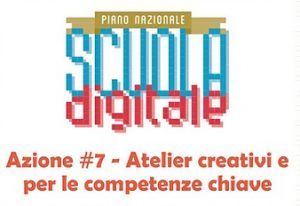 PIANO NAZIONALE
SCUOLA
digitale
Azione #7 - Atelier creativi e
per le competenze chiave